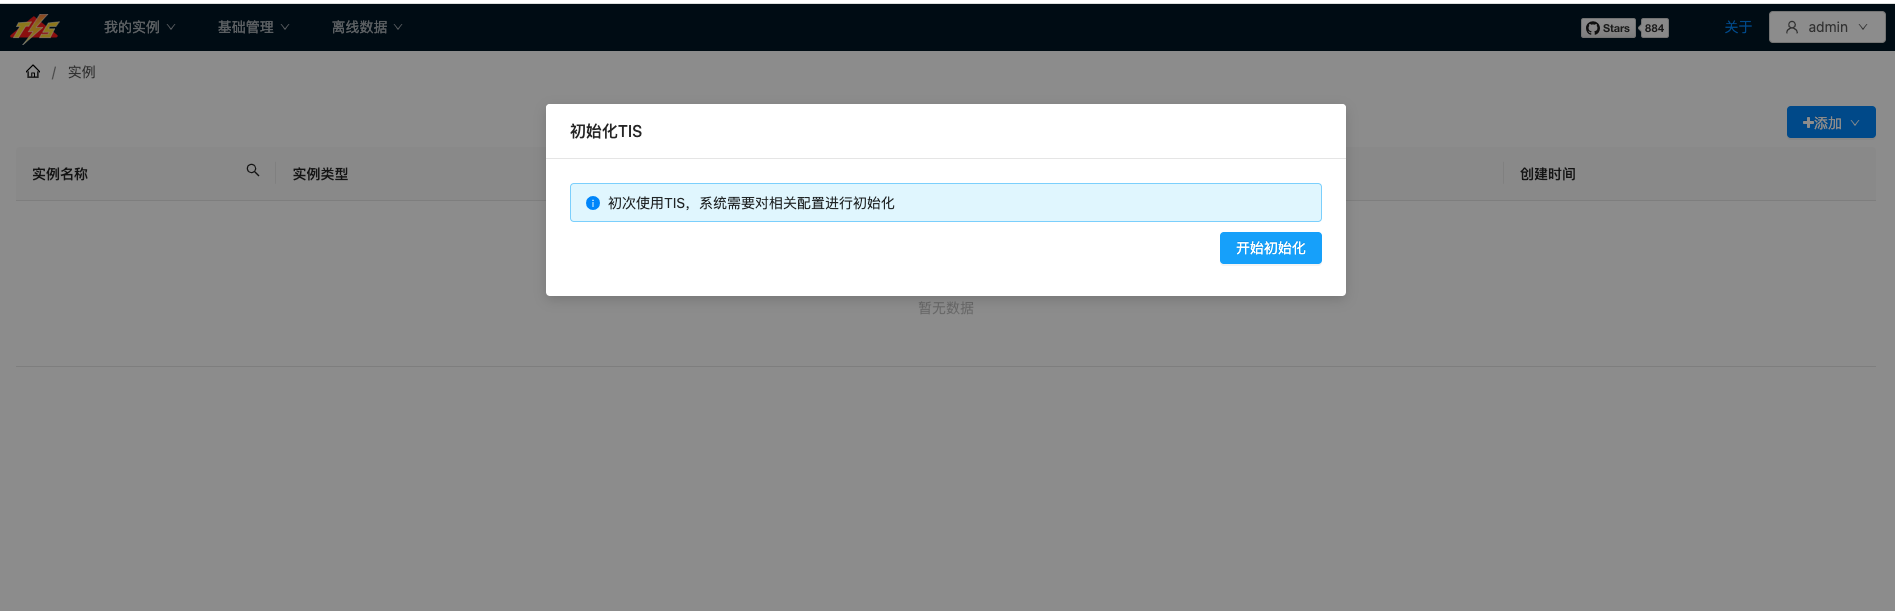 TIS 我的实例 基础管理 离线数据 Stars 884 关于 admin
/ 实例
初始化TIS
添加
实例名称 实例类型 创建时间
初次使用TIS，系统需要对相关配置进行初始化
开始初始化
暂无数据